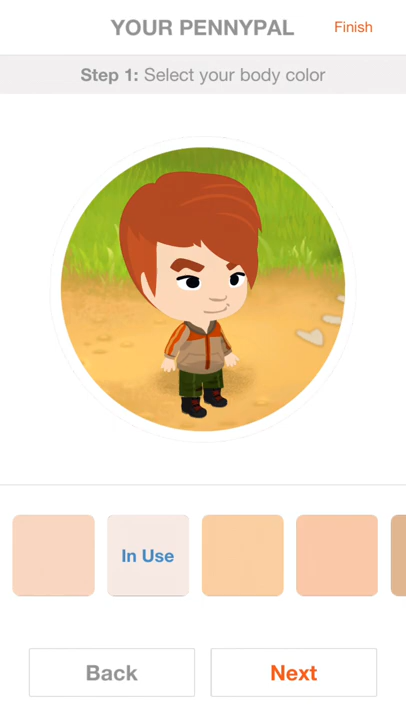 YOUR PENNYPAL
Finish
Step 1: Select your body color
In Use
Back
Next